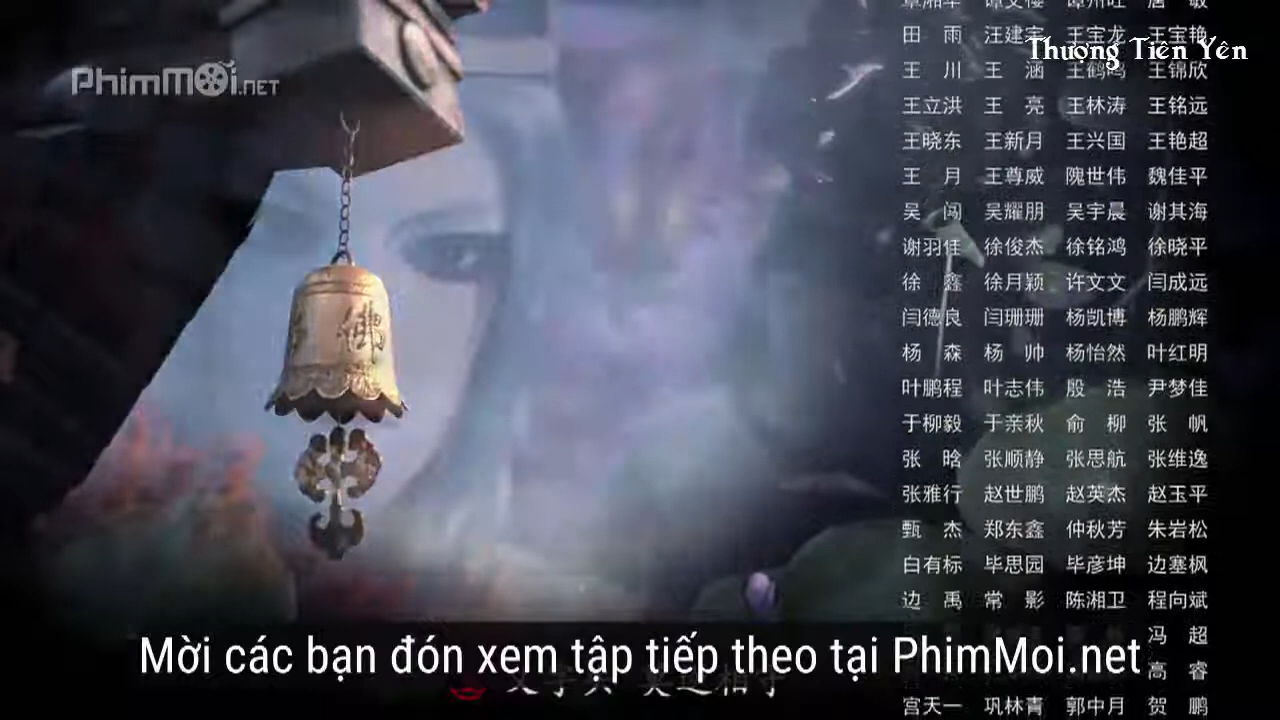 PhimMoi.NET
Thượng Tiên Yên
田 雨 汪建宝 王宝龙 王宝艳
王 川 王 涵 王鹤鸣 王锦欣
王立洪 王 亮 王林涛 王铭远
王晓东 王新月 王兴国 王艳超
王 月 王尊威 隗世伟 魏佳平
吴 闯 吴耀朋 吴宇晨 谢其海
谢羽佳 徐俊杰 徐铭鸿 徐晓平
徐 鑫 徐月颖 许文文 闫成远
闫德良 闫珊珊 杨凯博 杨鹏辉
杨 森 杨 帅 杨怡然 叶红明
叶鹏程 叶志伟 殷 浩 尹梦佳
于柳毅 于亲秋 俞 柳 张 帆
张 晗 张顺静 张思航 张维逸
张雅行 赵世鹏 赵英杰 赵玉平
甄 杰 郑东鑫 仲秋芳 朱岩松
白有标 毕思园 毕彦坤 边塞枫
边 禹 常 影 陈湘卫 程向斌
冯 超
高 睿
宫天一 巩林青 郭中月 贺 鹏
佛
Mời các bạn đón xem tập tiếp theo tại PhimMoi.net